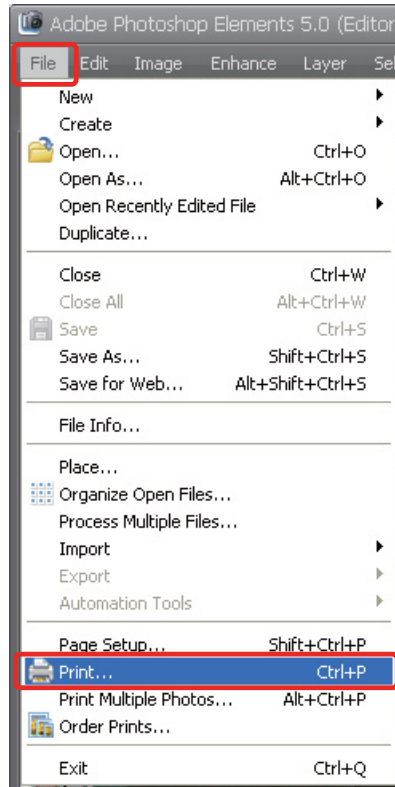 Adobe Photoshop Elements 5.0 (Editor
File Edit Image Enhance Layer Sel
New
Create
Open... Ctrl+O
Open As... Alt+Ctrl+O
Open Recently Edited File
Duplicate...
Close Ctrl+W
Close All Alt+Ctrl+W
Save Ctrl+S
Save As... Shift+Ctrl+S
Save for Web... Alt+Shift+Ctrl+S
File Info...
Place...
Organize Open Files...
Process Multiple Files...
Import
Export
Automation Tools
Page Setup... Shift+Ctrl+P
Print... Ctrl+P
Print Multiple Photos... Alt+Ctrl+P
Order Prints...
Exit Ctrl+Q